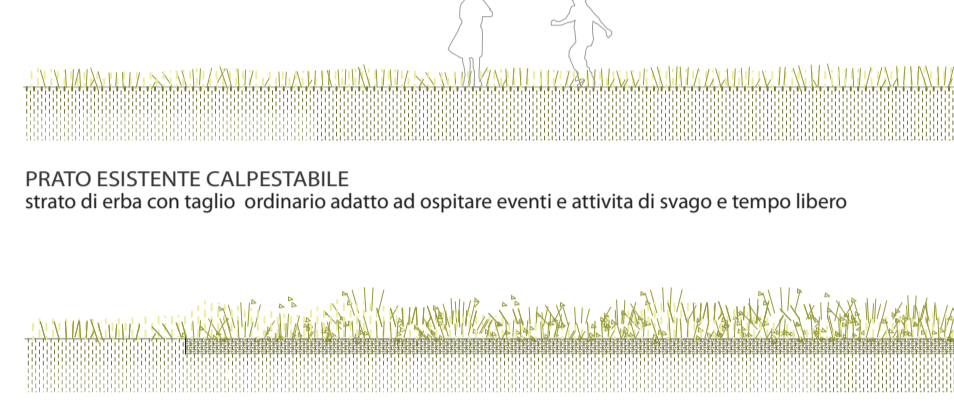 PRATO ESISTENTE CALPESTABILE
strato di erba con taglio  ordinario adatto ad ospitare eventi e attivita di svago e tempo libero